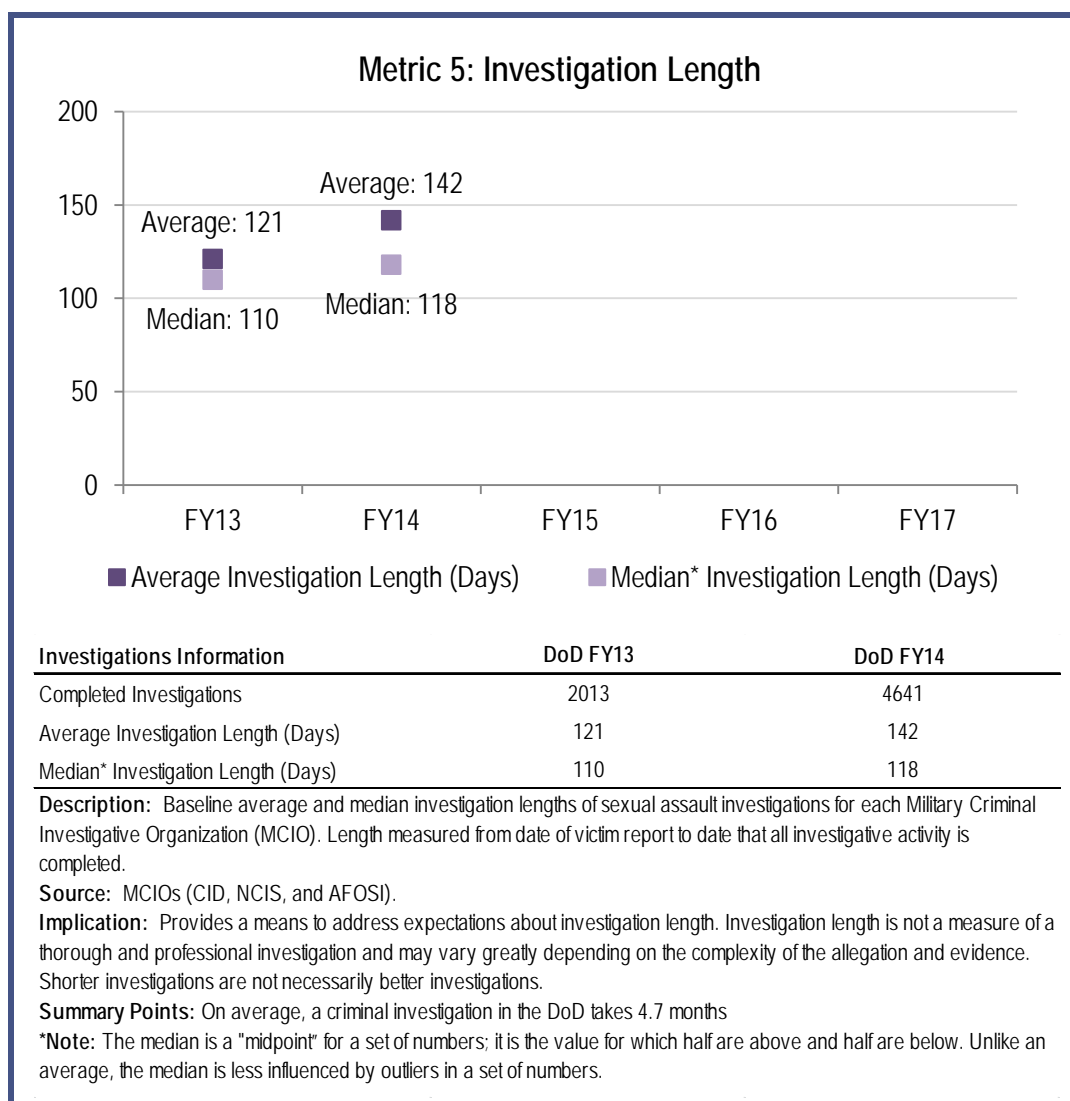 Metric 5: Investigation Length
200
150
100
50
0
Average: 121
Median: 110
Average: 142
Median: 118
FY13 FY14 FY15 FY16 FY17
Average Investigation Length (Days) Median* Investigation Length (Days)
Investigations Information DoD FY13 DoD FY14
Completed Investigations 2013 4641
Average Investigation Length (Days) 121 142
Median* Investigation Length (Days) 110 118
Description: Baseline average and median investigation lengths of sexual assault investigations for each Military Criminal
Investigative Organization (MCIO). Length measured from date of victim report to date that all investigative activity is
completed.
Source: MCIOs (CID, NCIS, and AFOSI).
Implication: Provides a means to address expectations about investigation length. Investigation length is not a measure of a
thorough and professional investigation and may vary greatly depending on the complexity of the allegation and evidence.
Shorter investigations are not necessarily better investigations.
Summary Points: On average, a criminal investigation in the DoD takes 4.7 months
*Note: The median is a "midpoint" for a set of numbers; it is the value for which half are above and half are below. Unlike an
average, the median is less influenced by outliers in a set of numbers.